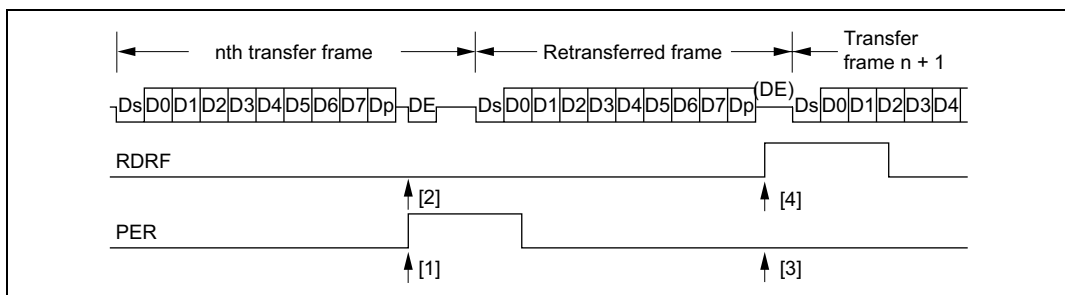 nth transfer frame Retransferred frame Transfer
frame n + 1
Ds D0 D1 D2 D3 D4 D5 D6 D7 Dp DE Ds D0 D1 D2 D3 D4 D5 D6 D7 Dp (DE) Ds D0 D1 D2 D3 D4
RDRF
[2] [4]
PER
[1] [3]